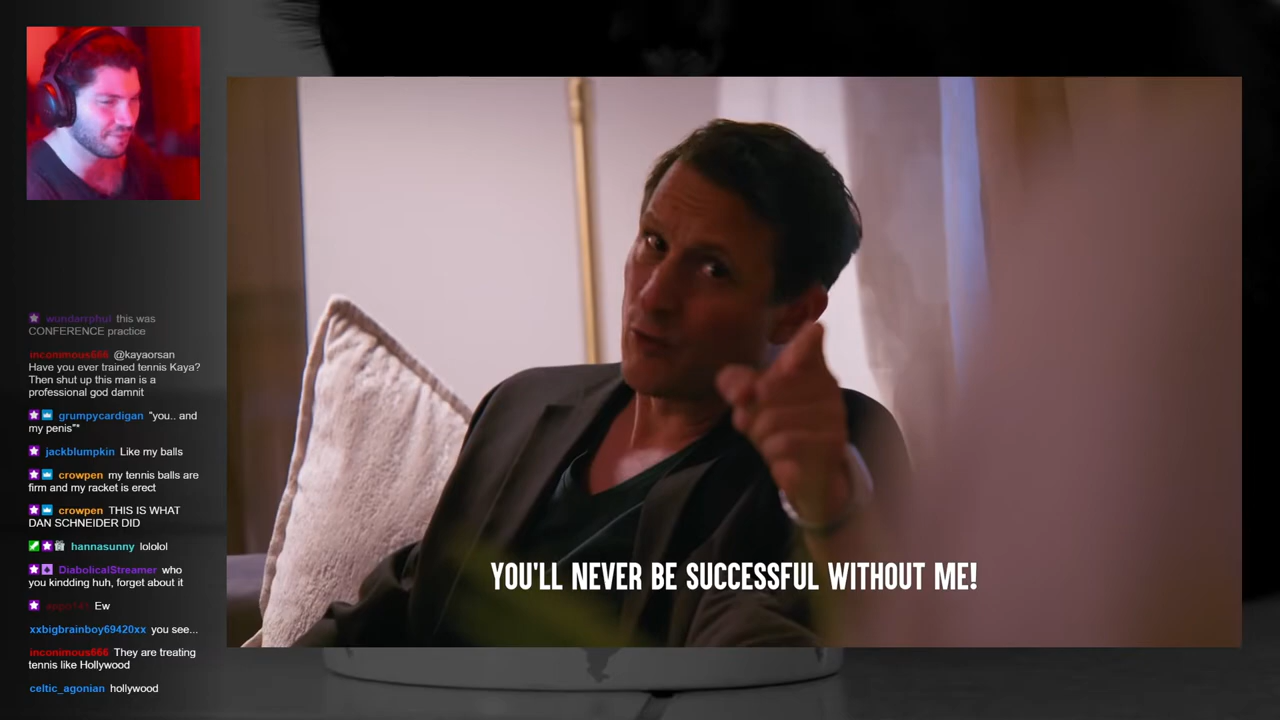 wundarrphul this was
CONFERENCE practice
inconimous666 @kayaorsan
Have you ever trained tennis Kaya?
Then shut up this man is a
professional god damnit
grumpycardigan "you.. and
my penis"*
jackblumpkin Like my balls
crowpen my tennis balls are
firm and my racket is erect
crowpen THIS IS WHAT
DAN SCHNEIDER DID
hannasunny lololol
DiabolicalStreamer who
you kindding huh, forget about it
Ew
xxbigbrainboy69420xx you see...
inconimous666 They are treating
tennis like Hollywood
celtic_agonian hollywood
YOU'LL NEVER BE SUCCESSFUL WITHOUT ME!